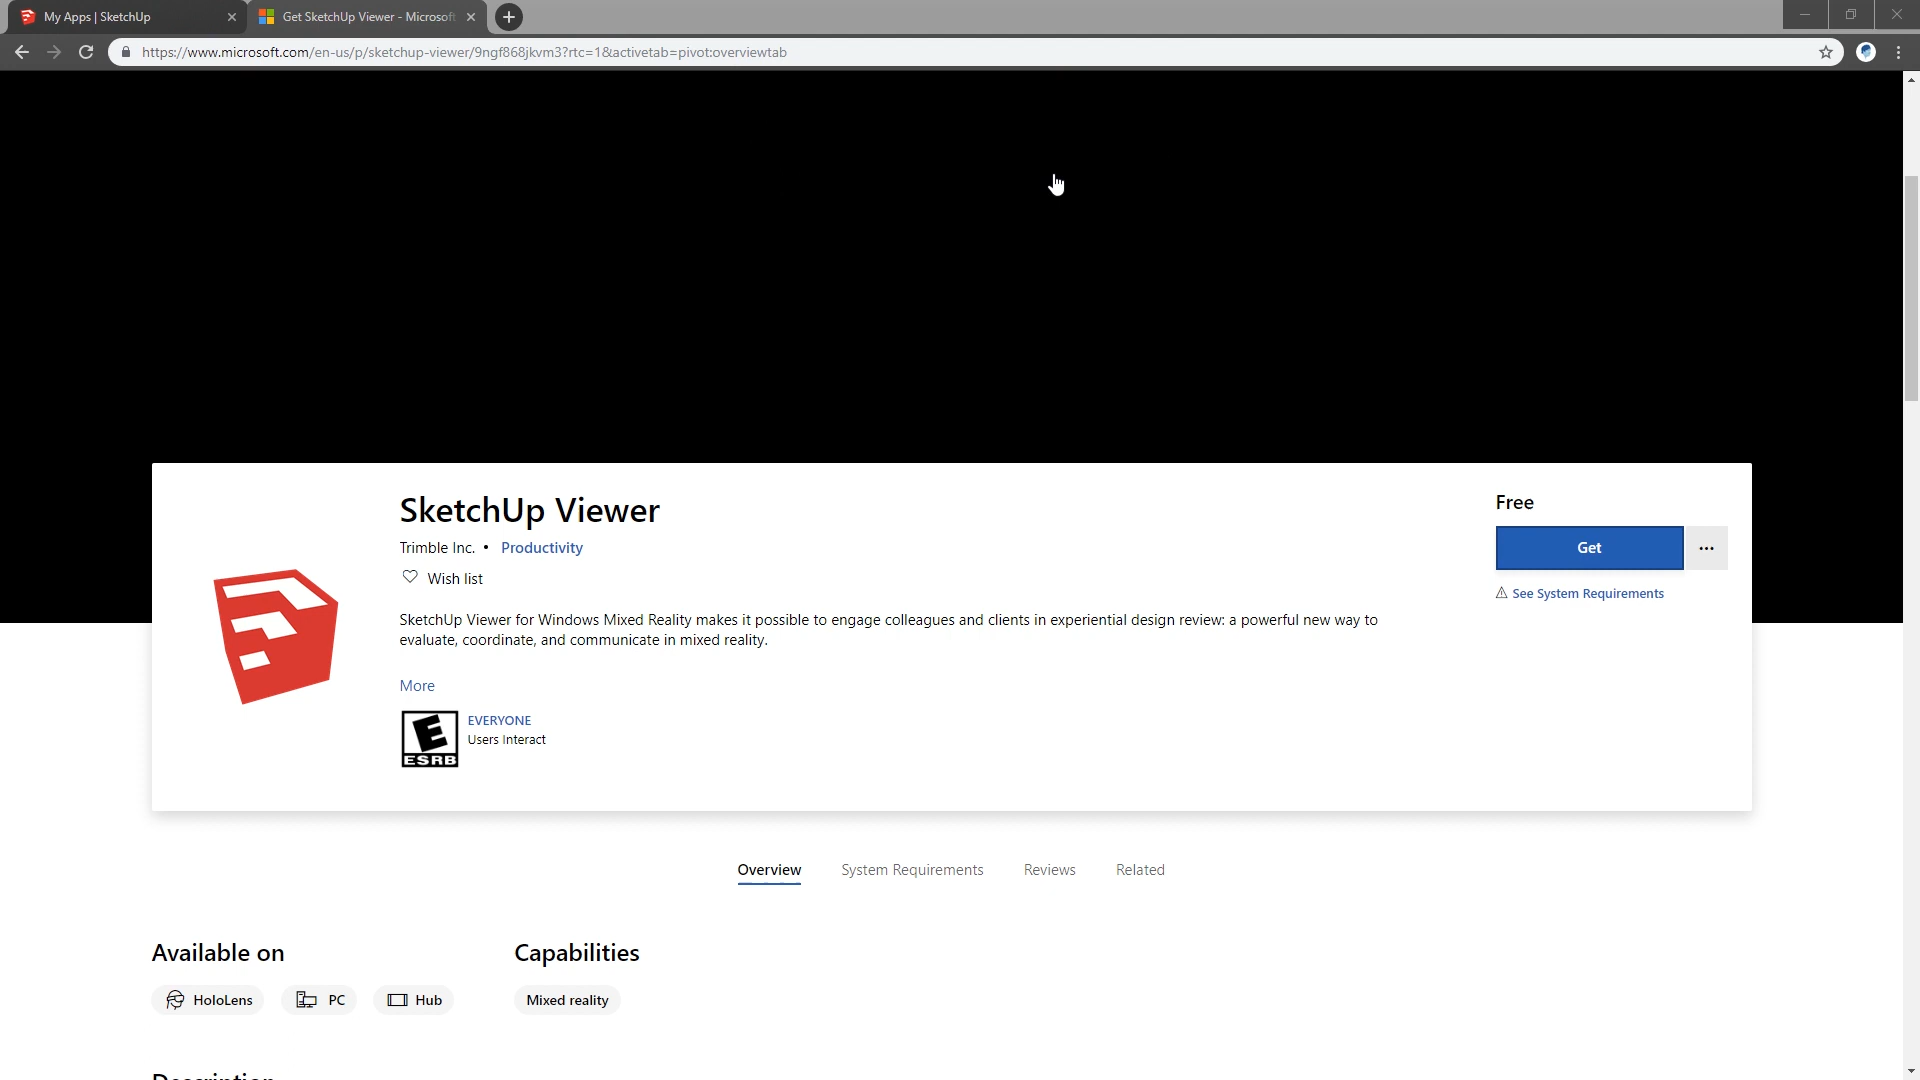 My Apps | SketchUp
Get SketchUp Viewer - Microsoft
https://www.microsoft.com/en-us/p/sketchup-viewer/9ngf868jkvm3?rtc=1&activetab=pivot:overviewtab
SketchUp Viewer
Free
Trimble Inc. • Productivity
Get
Wish list
See System Requirements
SketchUp Viewer for Windows Mixed Reality makes it possible to engage colleagues and clients in experiential design review: a powerful new way to
evaluate, coordinate, and communicate in mixed reality.
More
E
ESRB
EVERYONE
Users Interact
Overview System Requirements Reviews Related
Available on
HoloLens PC Hub
Capabilities
Mixed reality
Description